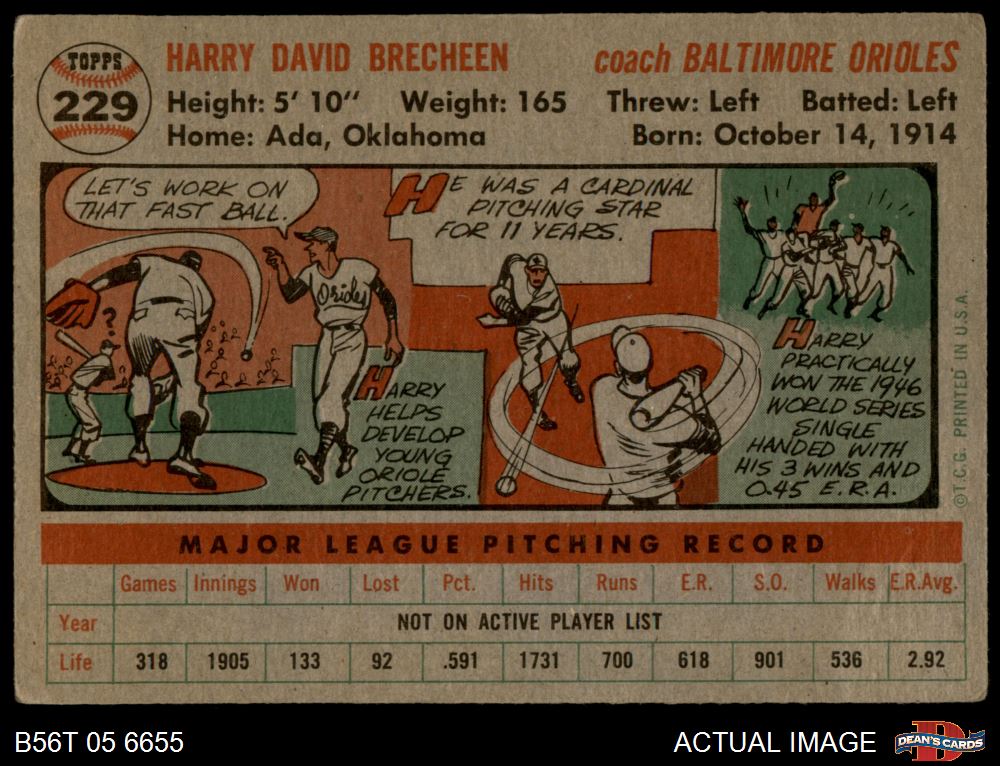 TOPPS
229
HARRY DAVID BRECHEEN
coach BALTIMORE ORIOLES
Height: 5' 10" Weight: 165 Threw: Left Batted: Left
Home: Ada, Oklahoma Born: October 14, 1914
LET'S WORK ON
THAT FAST BALL.
?
Orioles
HARRY
HELPS
DEVELOP
YOUNG
ORIOLE
PITCHERS.
HE WAS A CARDINAL
PITCHING STAR
FOR 11 YEARS.
HARRY
PRACTICALLY
WON THE 1946
WORLD SERIES
SINGLE
HANDED WITH
HIS 3 WINS AND
0.45 E.R.A.
©T.C.G. PRINTED IN U.S.A.
MAJOR LEAGUE PITCHING RECORD
Games Innings Won Lost Pct. Hits Runs E.R. S.O. Walks E.R.Avg.
Year NOT ON ACTIVE PLAYER LIST
Life 318 1905 133 92 .591 1731 700 618 901 536 2.92
B56T 05 6655
ACTUAL IMAGE
DEAN'S CARDS